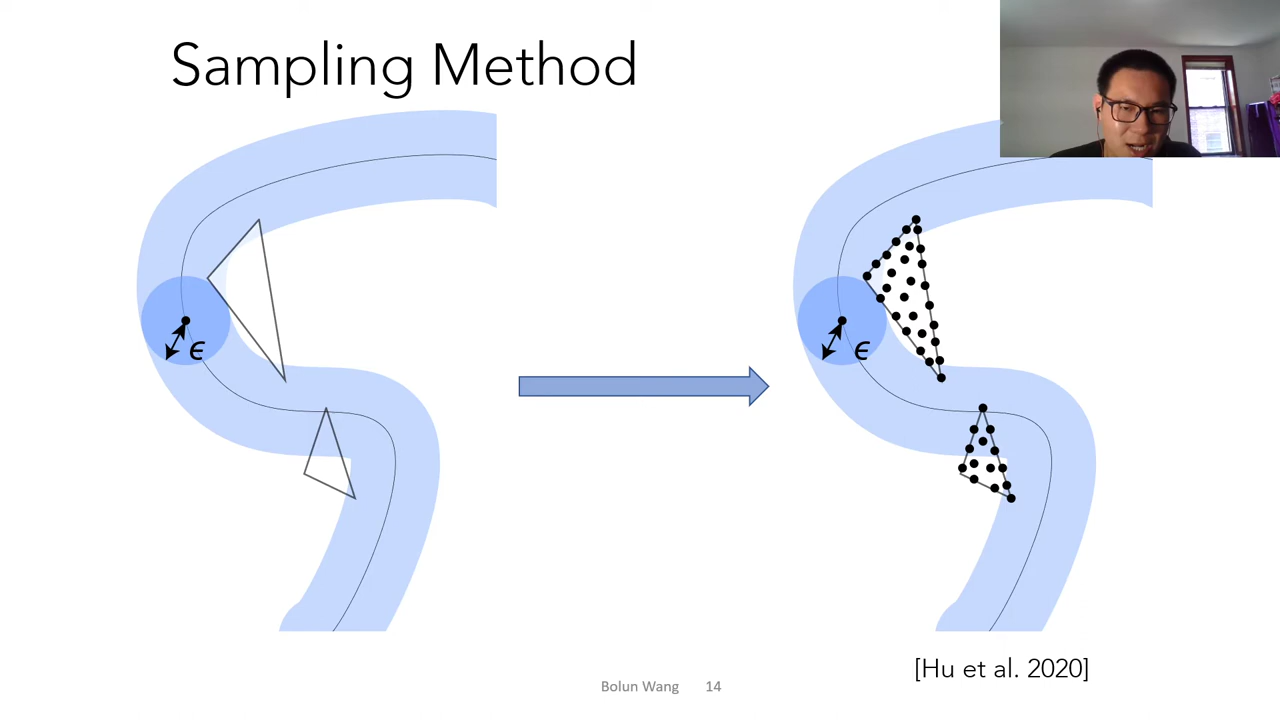 Sampling Method
ϵ
ϵ
[Hu et al. 2020]
Bolun Wang 14